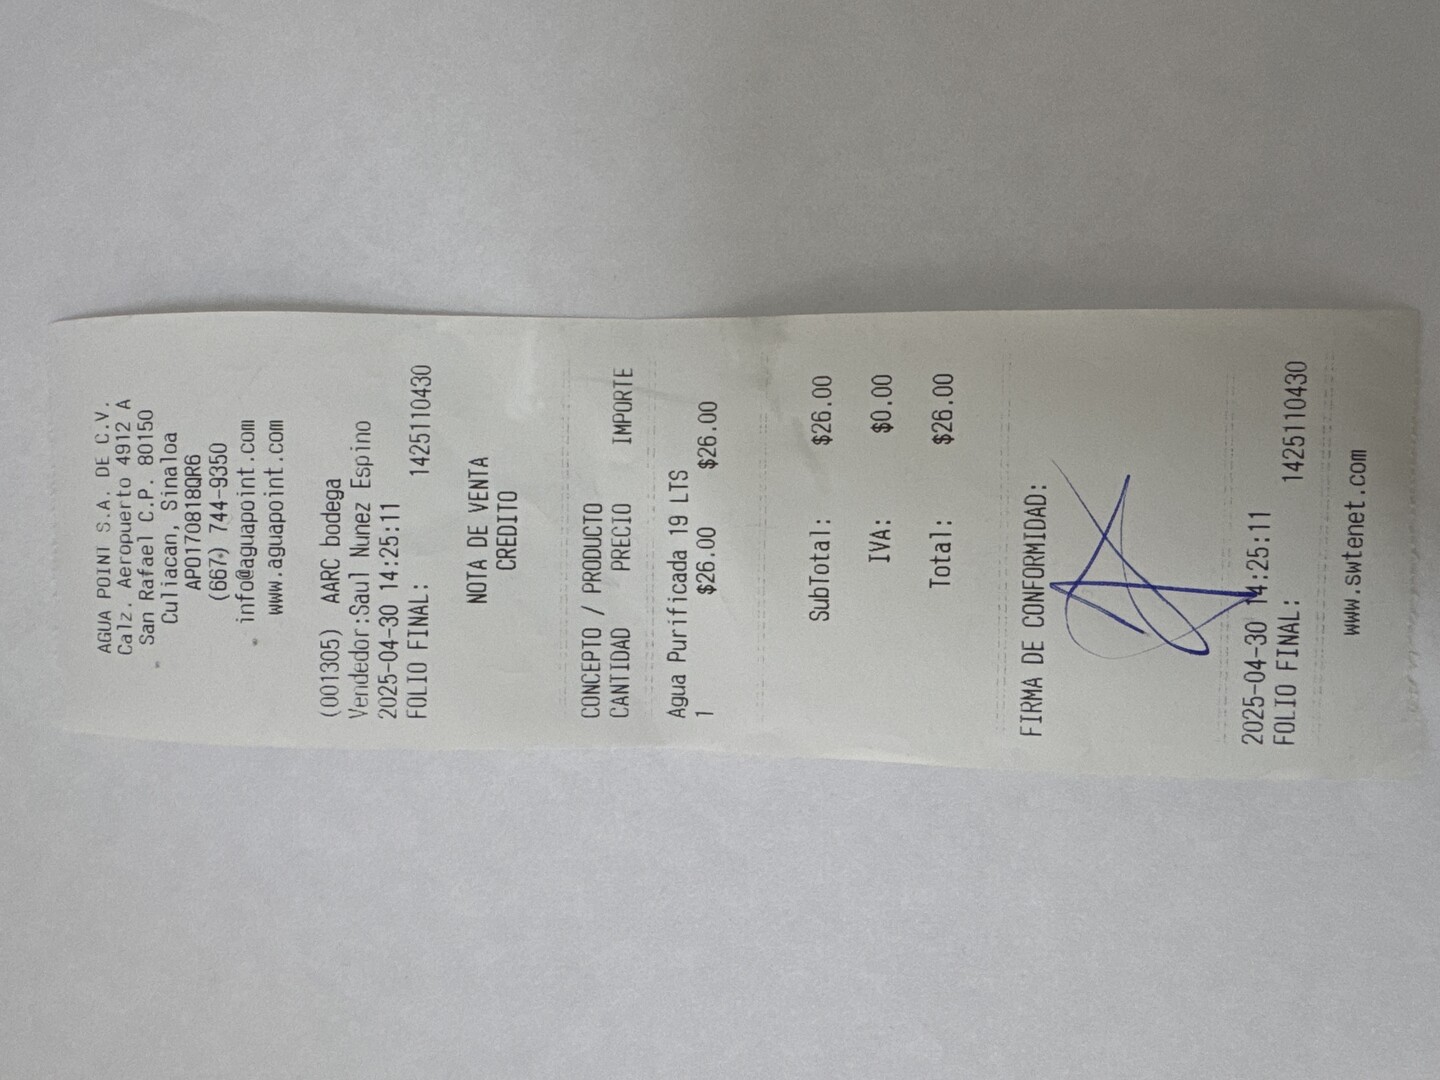 AGUA POINT S.A. DE C.V.
Calz. Aeropuerto 4912 A
San Rafael C.P. 80150
Culiacan, Sinaloa
APO170818QR6
(667) 744-9350
info@aguapoint.com
www.aguapoint.com
(001305) AARC bodega
Vendedor:Saul Nunez Espino
2025-04-30 14:25:11
FOLIO FINAL: 1425110430
NOTA DE VENTA
CREDITO
CONCEPTO / PRODUCTO
CANTIDAD PRECIO IMPORTE
Agua Purificada 19 LTS
1 $26.00 $26.00
SubTotal: $26.00
IVA: $0.00
Total: $26.00
FIRMA DE CONFORMIDAD:
2025-04-30 14:25:11
FOLIO FINAL: 1425110430
www.swtenet.com